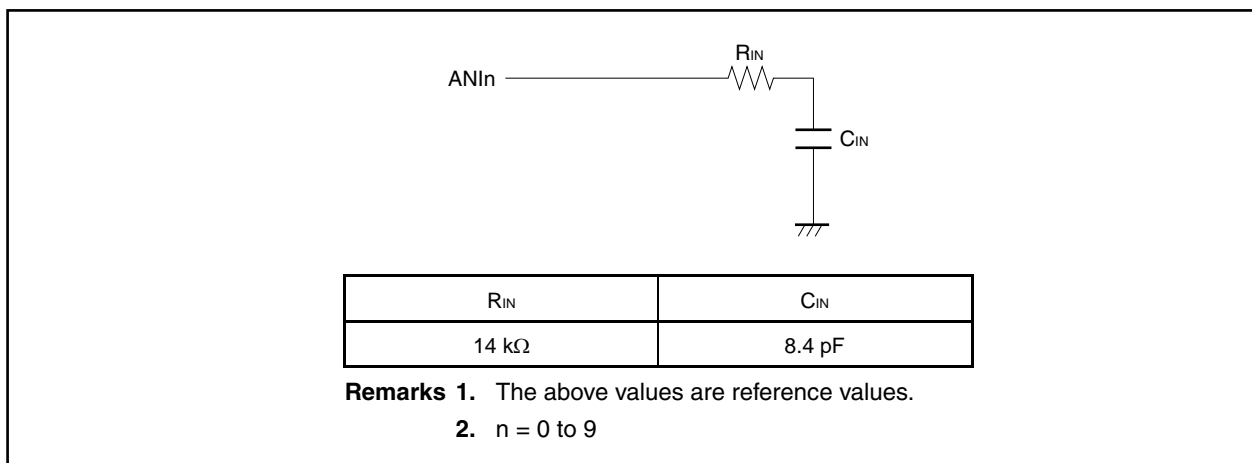 RIN
ANIn
CIN
RIN CIN
14 kΩ 8.4 pF
Remarks 1. The above values are reference values.
2. n = 0 to 9